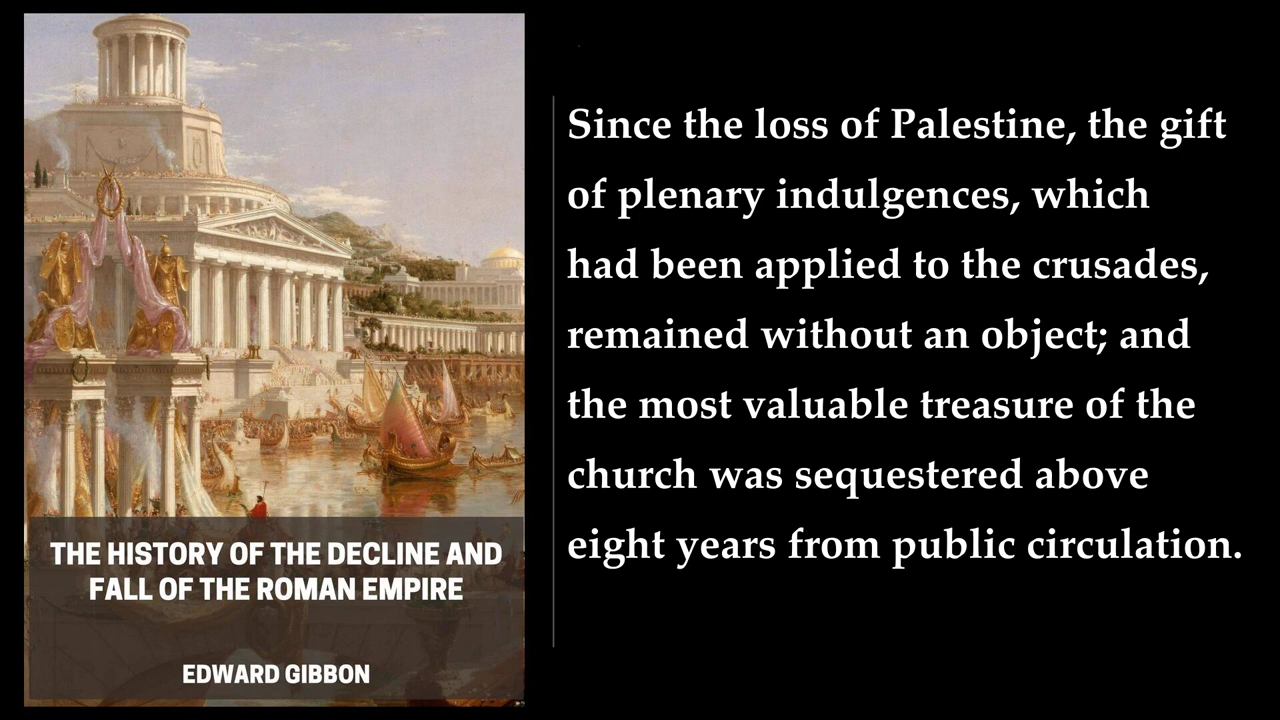 THE HISTORY OF THE DECLINE AND
FALL OF THE ROMAN EMPIRE
EDWARD GIBBON
Since the loss of Palestine, the gift
of plenary indulgences, which
had been applied to the crusades,
remained without an object; and
the most valuable treasure of the
church was sequestered above
eight years from public circulation.